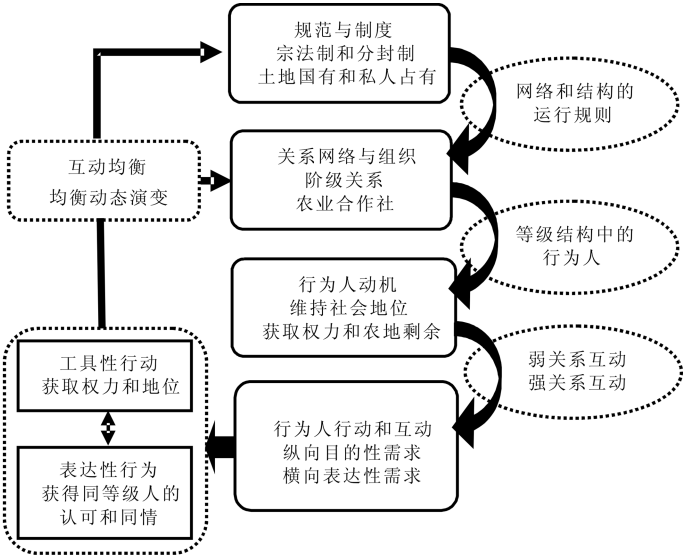 规范与制度
宗法制和分封制
土地国有和私人占有
网络和结构的
运行规则
互动均衡
均衡动态演变
关系网络与组织
阶级关系
农业合作社
等级结构中的
行为人
行为人动机
维持社会地位
获取权力和农地剩余
弱关系互动
强关系互动
工具性行动
获取权力和地位
行为人行动和互动
纵向目的性需求
横向表达性需求
表达性行为
获得同等级人的
认可和同情